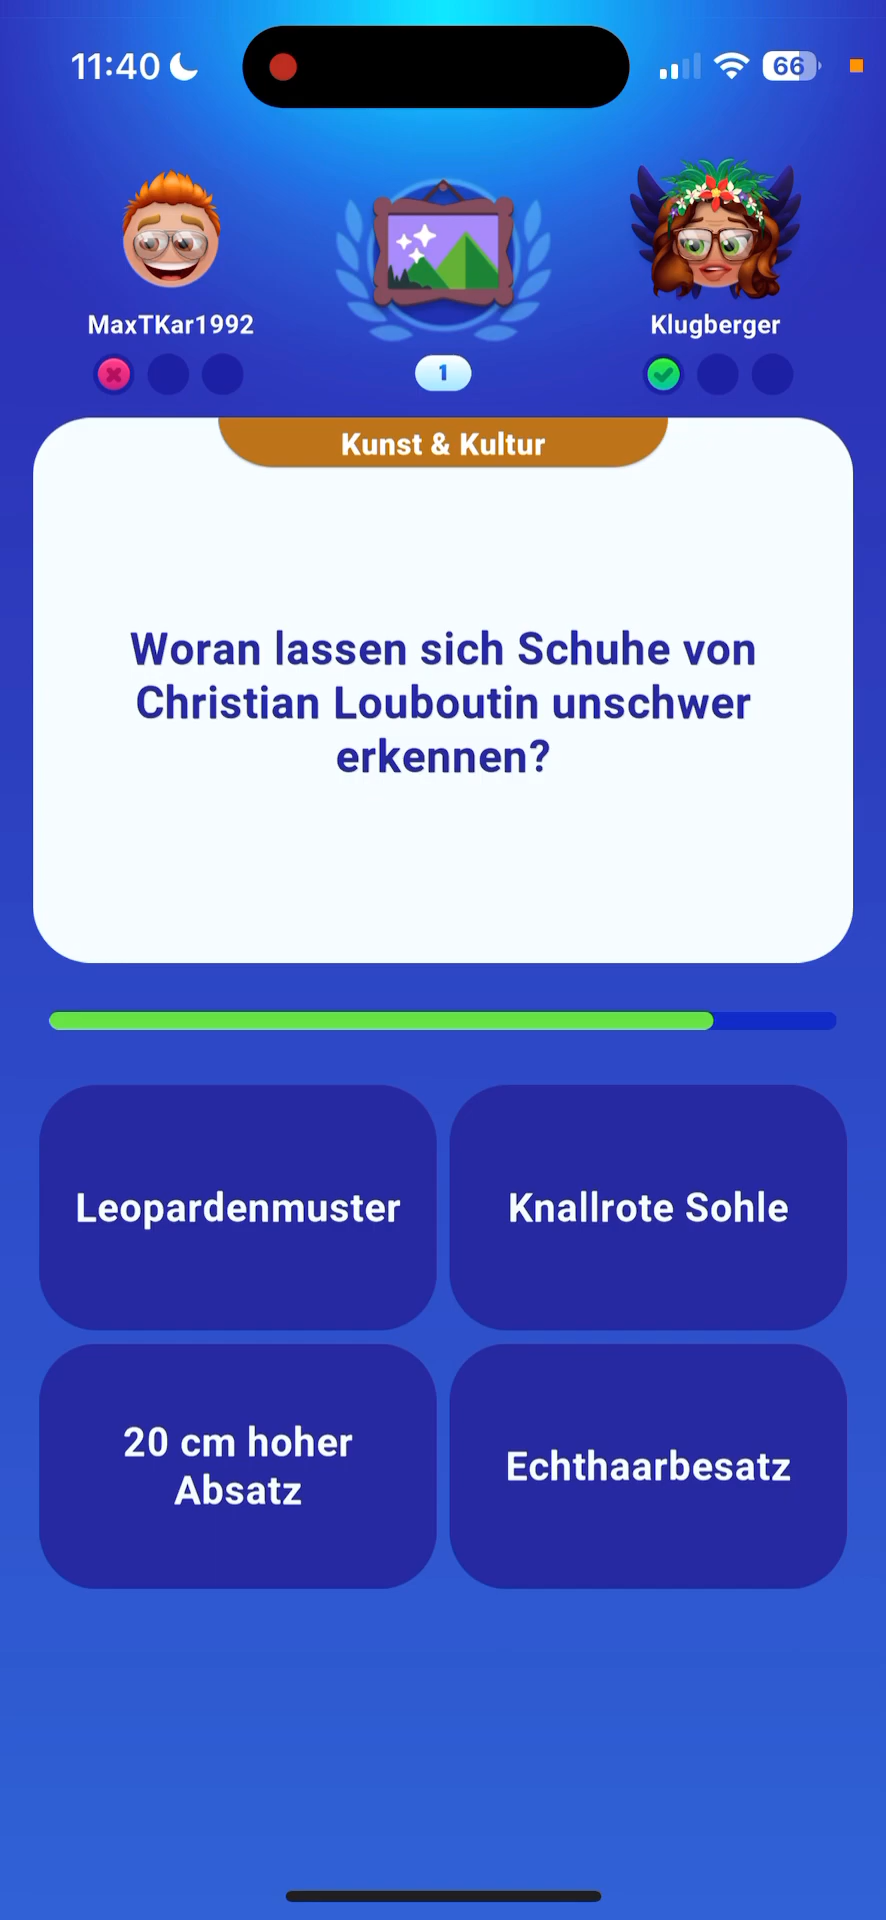 11:40
66
MaxTKar1992
Klugberger
1
Kunst & Kultur
Woran lassen sich Schuhe von
Christian Louboutin unschwer
erkennen?
Leopardenmuster
Knallrote Sohle
20 cm hoher
Absatz
Echthaarbesatz